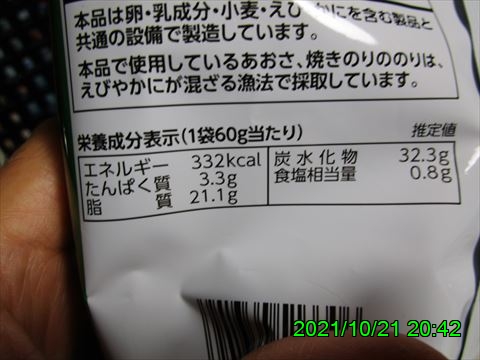 本品は卵・乳成分・小麦・えび・かにを含む製品と
共通の設備で製造しています。
本品で使用しているあおさ、焼きのりののりは、
えびやかにが混ざる漁法で採取しています。
栄養成分表示(1袋60g当たり) 推定値
エネルギー 332kcal 炭水化物 32.3g
たんぱく質 3.3g 食塩相当量 0.8g
脂質 21.1g
2021/10/21 20:42